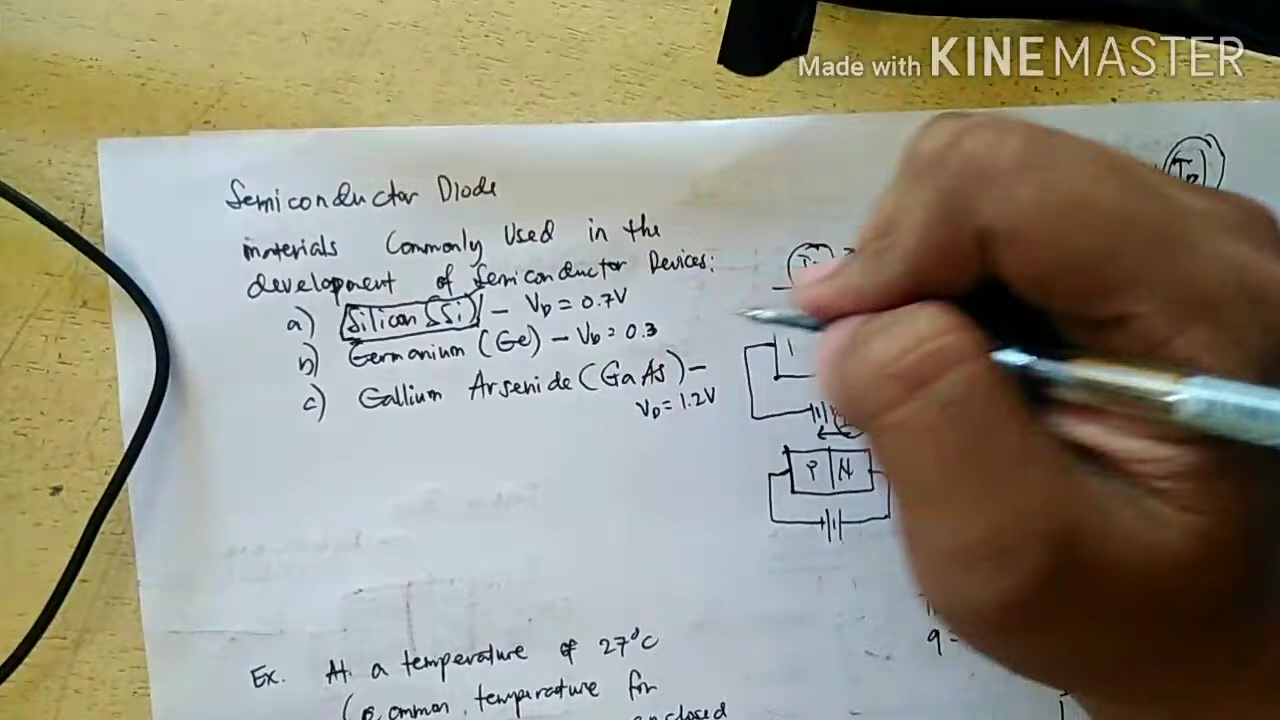 Made with KINEMASTER
Semiconductor Diode
materials Commonly Used in the
development of Semiconductor Devices:
a) Silicon (Si) - VD = 0.7V
b) Germanium (Ge) - VD = 0.3
c) Gallium Arsenide (GaAs) -
VD = 1.2V
P N
Ex. At a temperature of 27°C
(common temperature for
enclosed